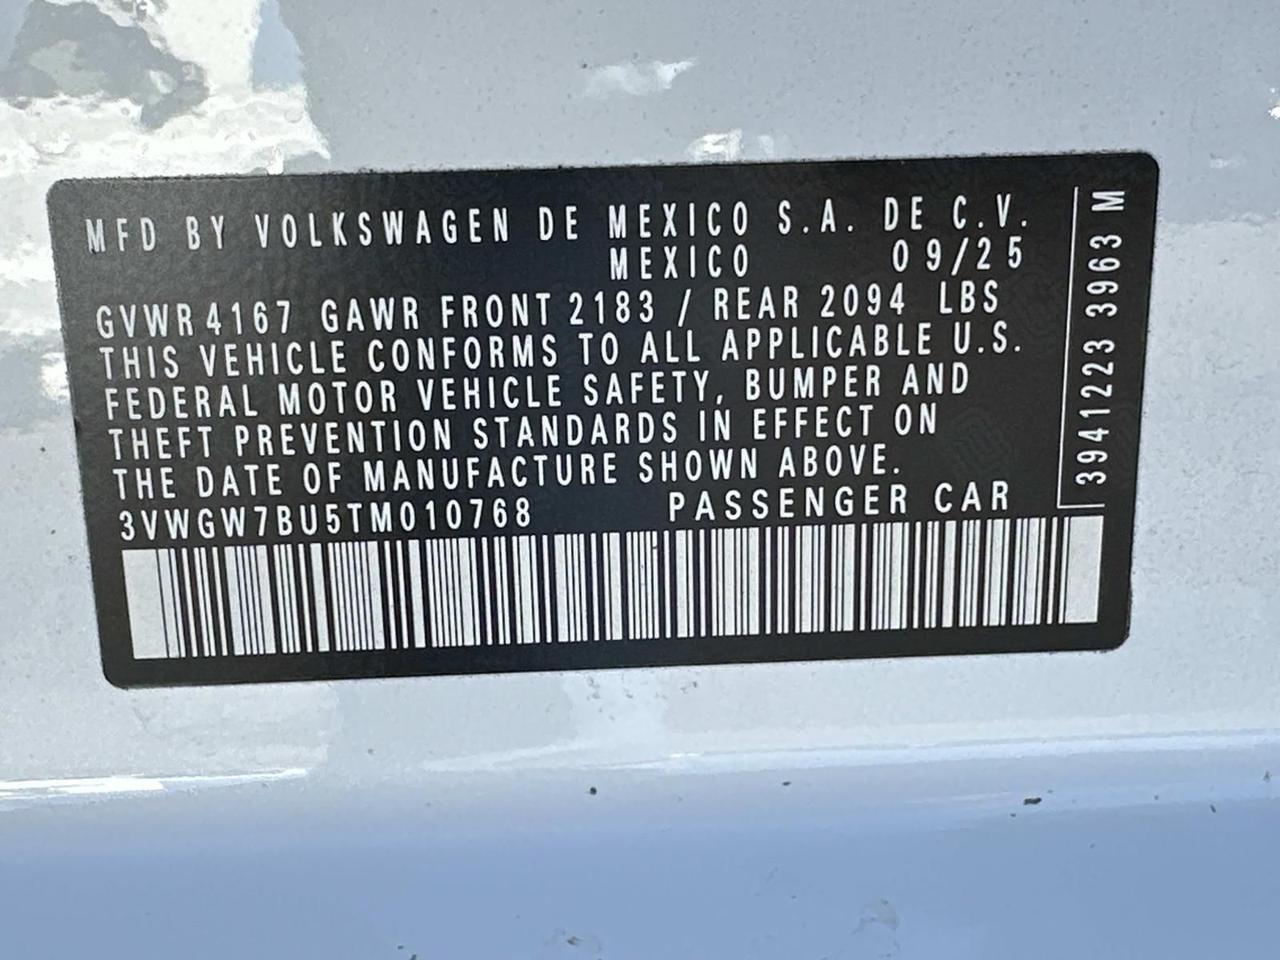 MFD BY VOLKSWAGEN DE MEXICO S.A. DE C.V.
MEXICO 09/25
GVWR 4167 GAWR FRONT 2183 / REAR 2094 LBS
THIS VEHICLE CONFORMS TO ALL APPLICABLE U.S.
FEDERAL MOTOR VEHICLE SAFETY, BUMPER AND
THEFT PREVENTION STANDARDS IN EFFECT ON
THE DATE OF MANUFACTURE SHOWN ABOVE.
3VWGW7BU5TM010768 PASSENGER CAR
3941223 3963 M